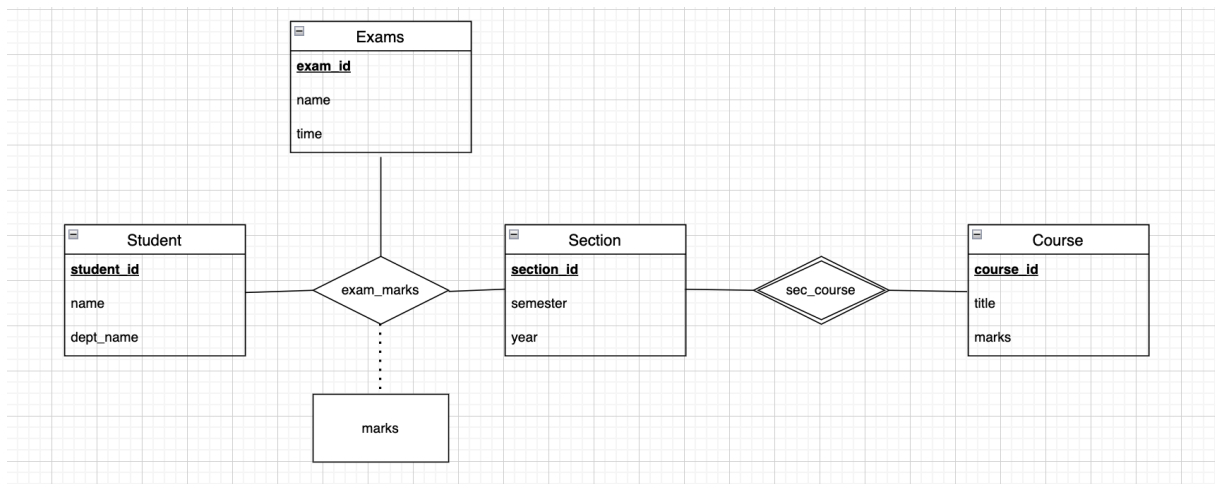 Exams
exam_id
name
time
Student
student_id
name
dept_name
exam_marks
Section
section_id
semester
year
sec_course
Course
course_id
title
marks
marks